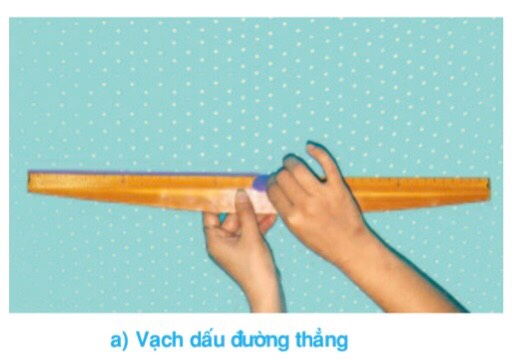 a) Vạch dấu đường thẳng